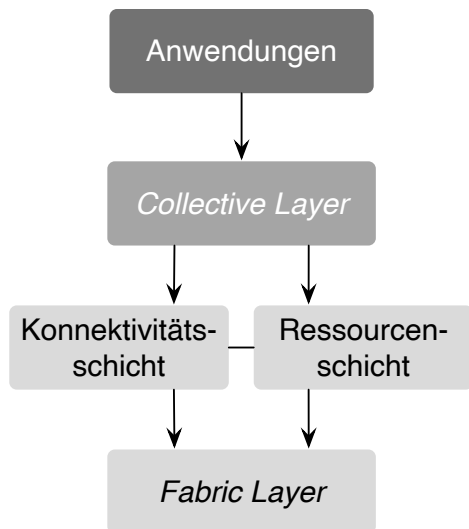 Anwendungen
Collective Layer
Konnektivitäts-
schicht
Ressourcen-
schicht
Fabric Layer